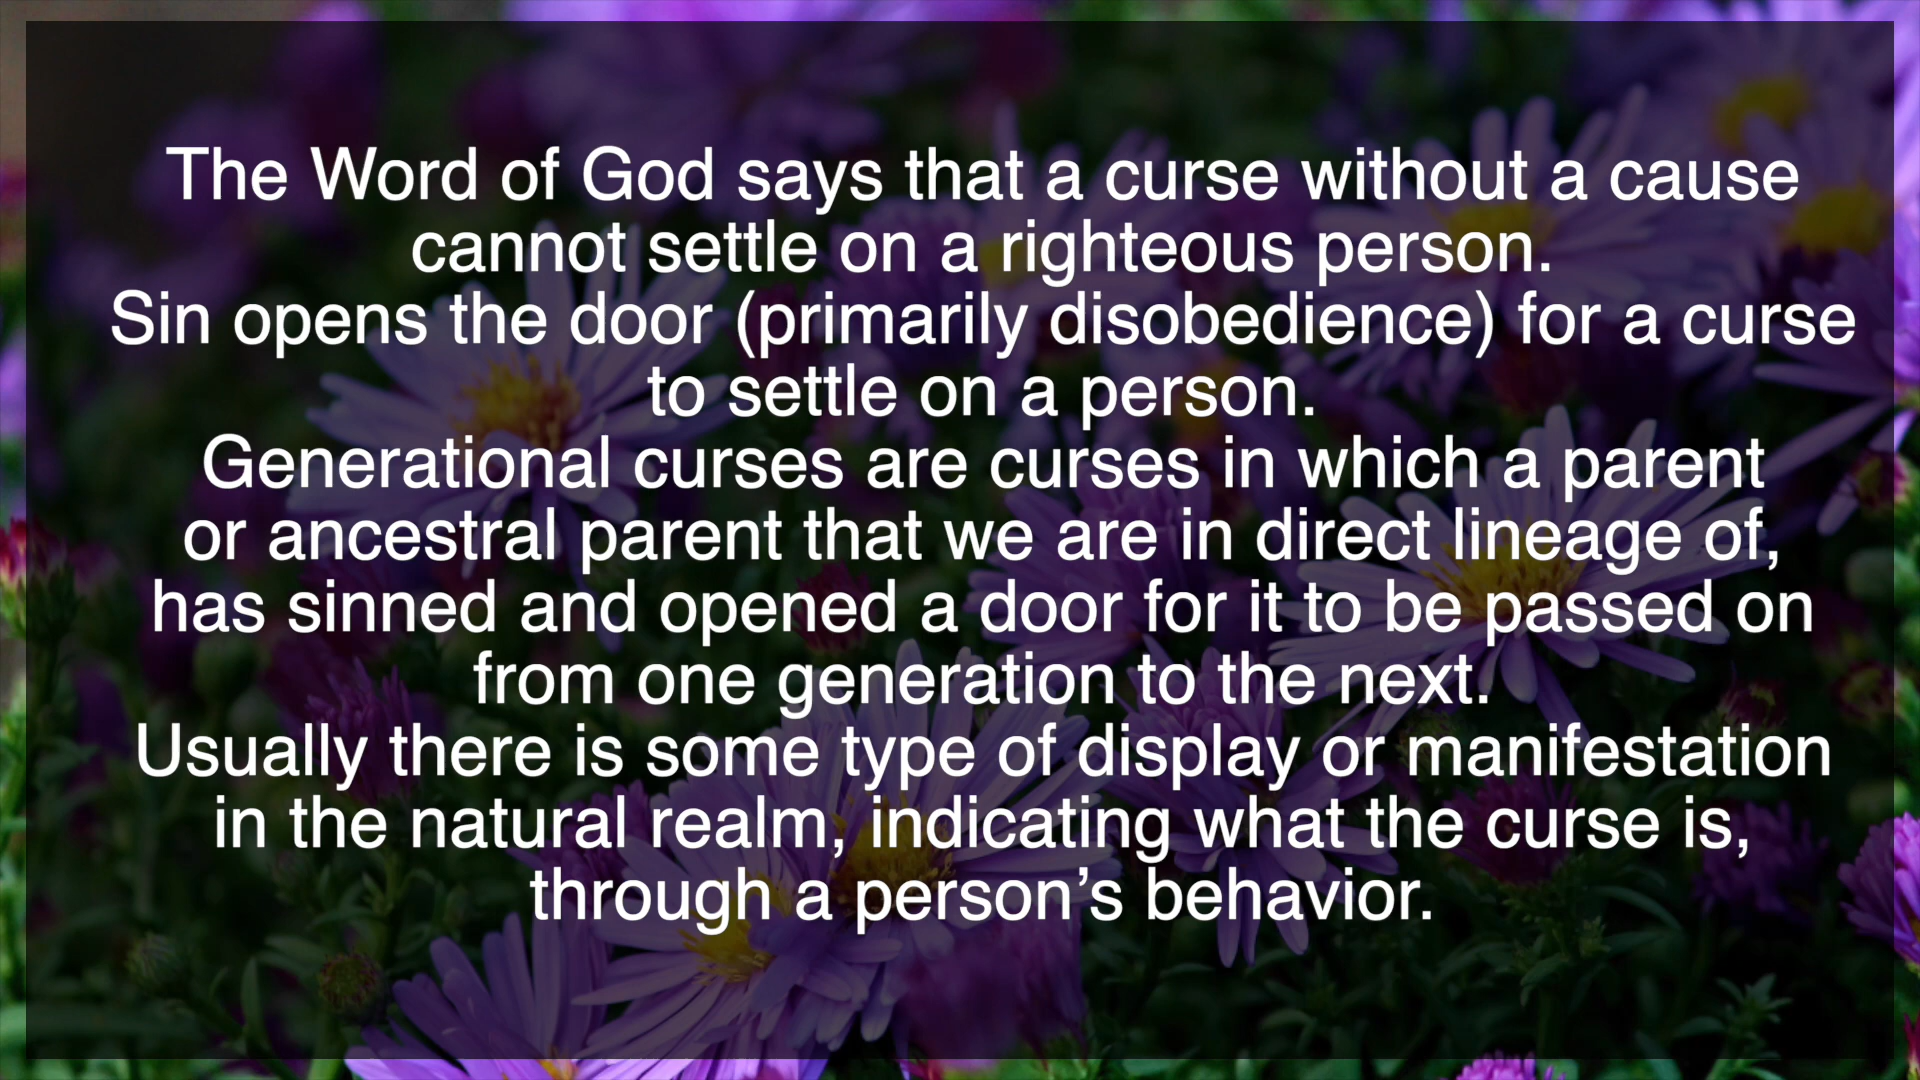 The Word of God says that a curse without a cause
cannot settle on a righteous person.
Sin opens the door (primarily disobedience) for a curse
to settle on a person.
Generational curses are curses in which a parent
or ancestral parent that we are in direct lineage of,
has sinned and opened a door for it to be passed on
from one generation to the next.
Usually there is some type of display or manifestation
in the natural realm, indicating what the curse is,
through a person’s behavior.